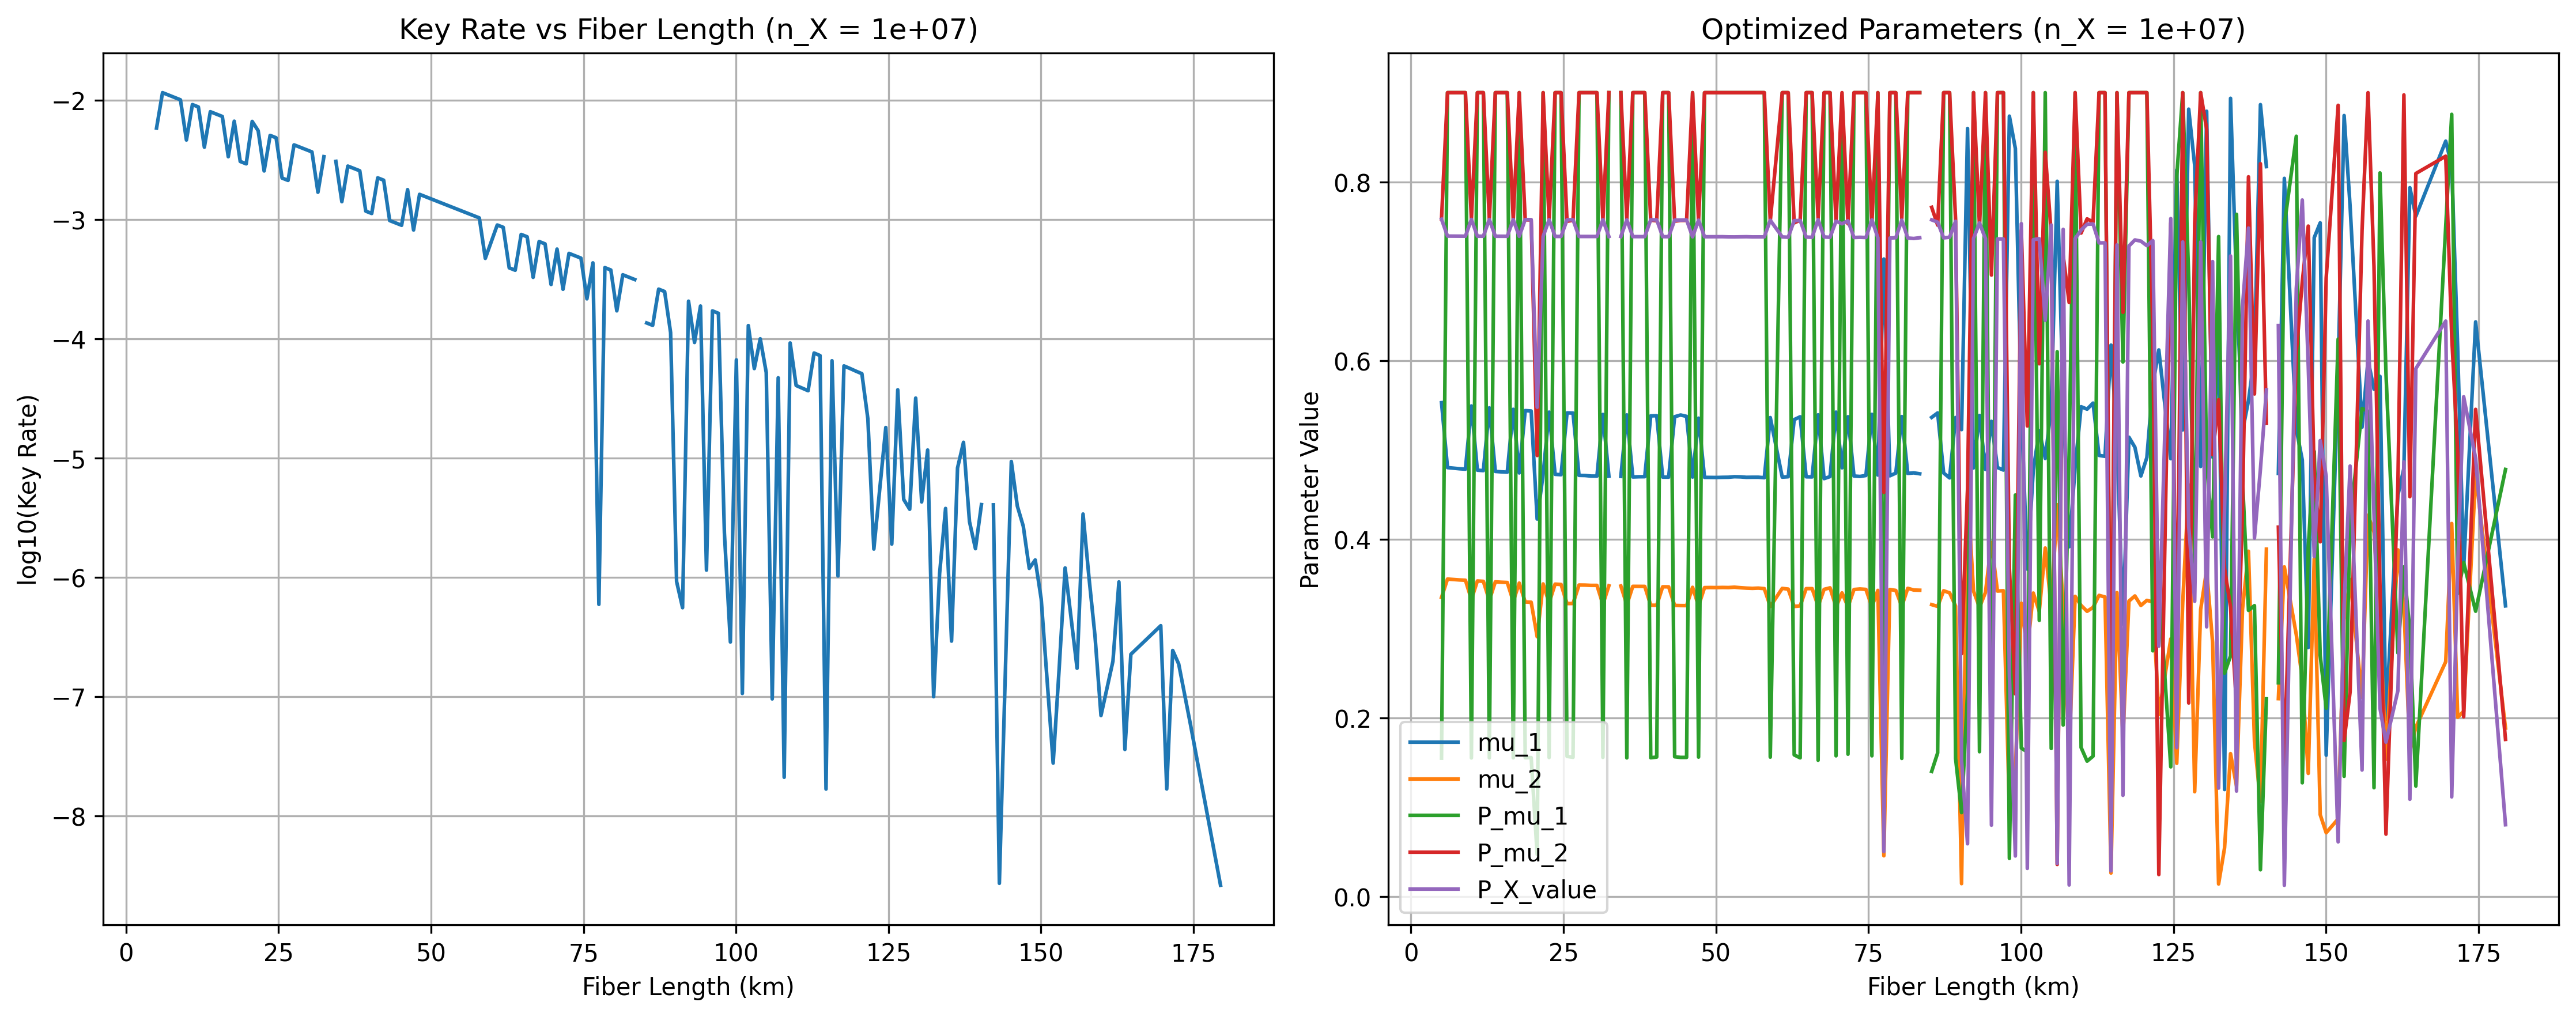 Key Rate vs Fiber Length (n_X = 1e+07)
log10(Key Rate)
−2
−3
−4
−5
−6
−7
−8
0 25 50 75 100 125 150 175
Fiber Length (km)
Optimized Parameters (n_X = 1e+07)
Parameter Value
0.8
0.6
0.4
0.2
0.0
mu_1
mu_2
P_mu_1
P_mu_2
P_X_value
0 25 50 75 100 125 150 175
Fiber Length (km)